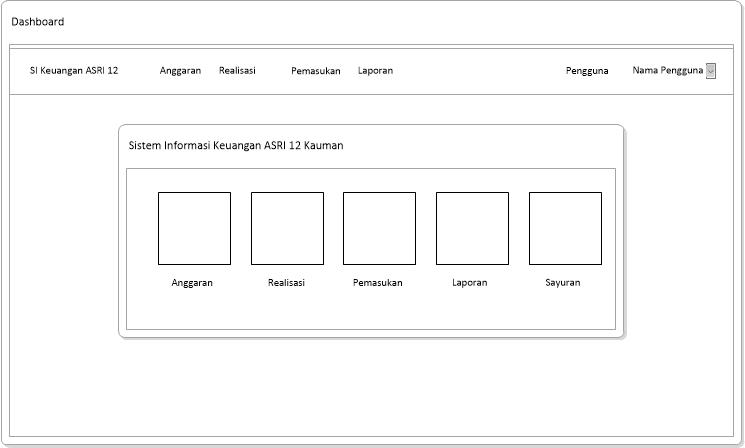 Dashboard
SI Keuangan ASRI 12 Anggaran Realisasi Pemasukan Laporan Pengguna Nama Pengguna
Sistem Informasi Keuangan ASRI 12 Kauman
Anggaran Realisasi Pemasukan Laporan Sayuran